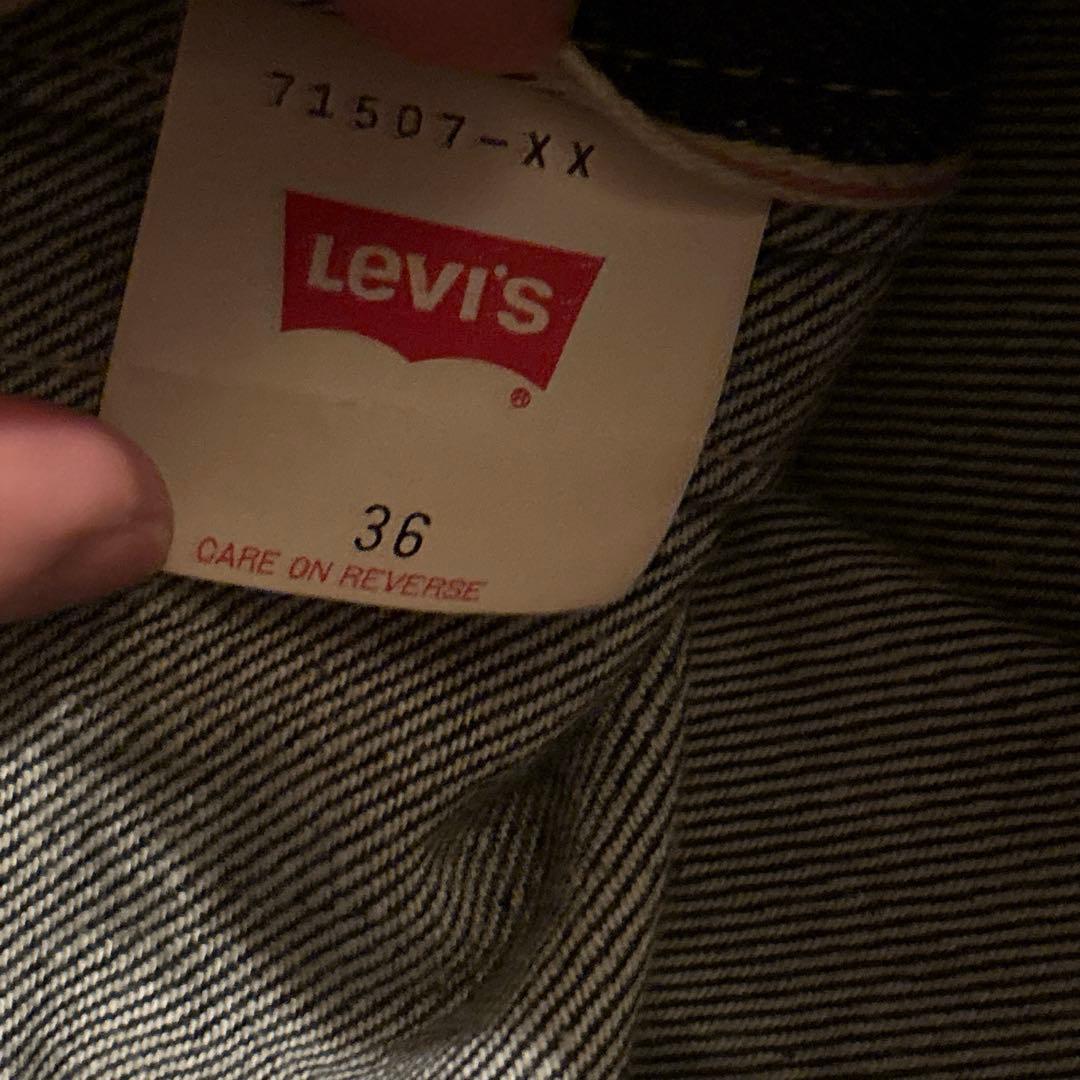 71507-XX
LEVI'S
®
36
CARE ON REVERSE